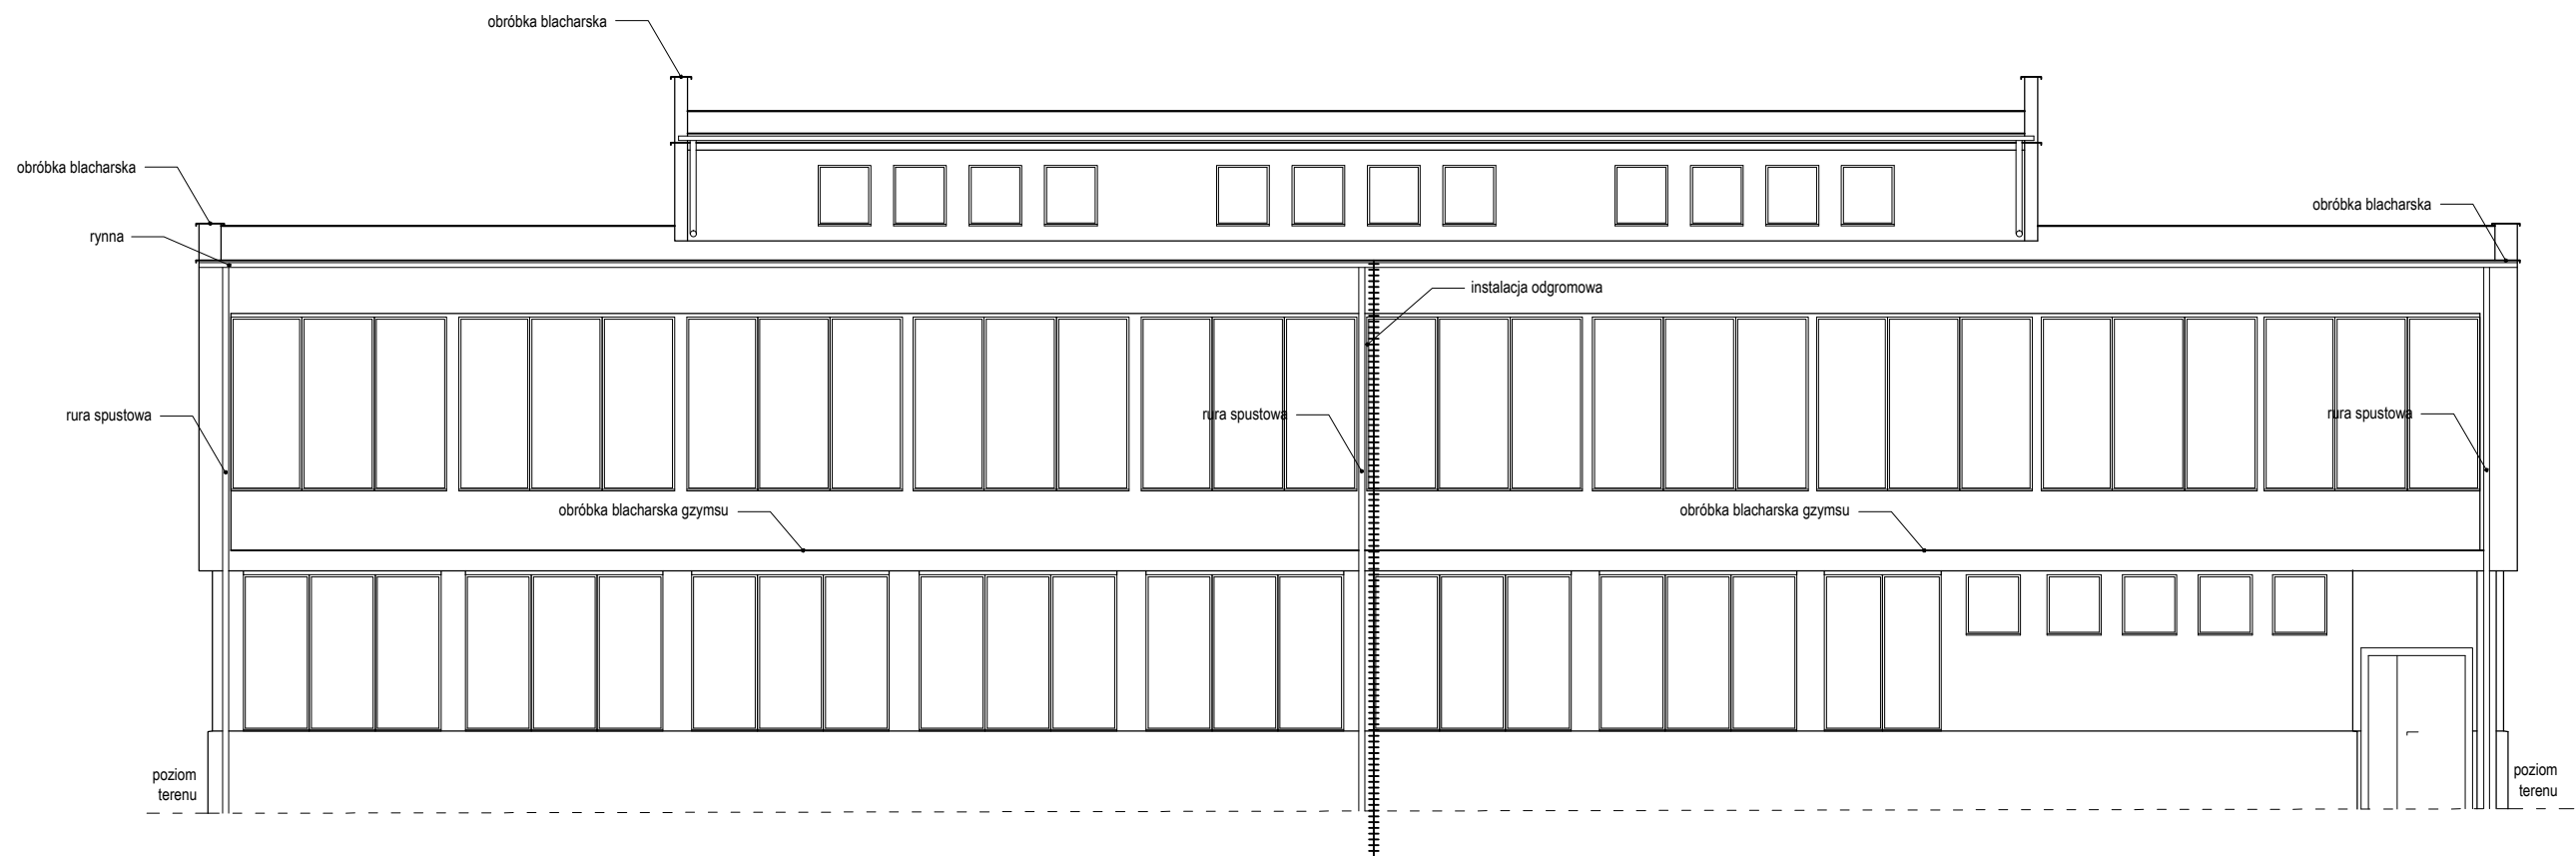 obróbka blacharska
obróbka blacharska
obróbka blacharska
rynna
instalacja odgromowa
rura spustowa
rura spustowa
rura spustowa
obróbka blacharska gzymsu
obróbka blacharska gzymsu
poziom
terenu
poziom
terenu